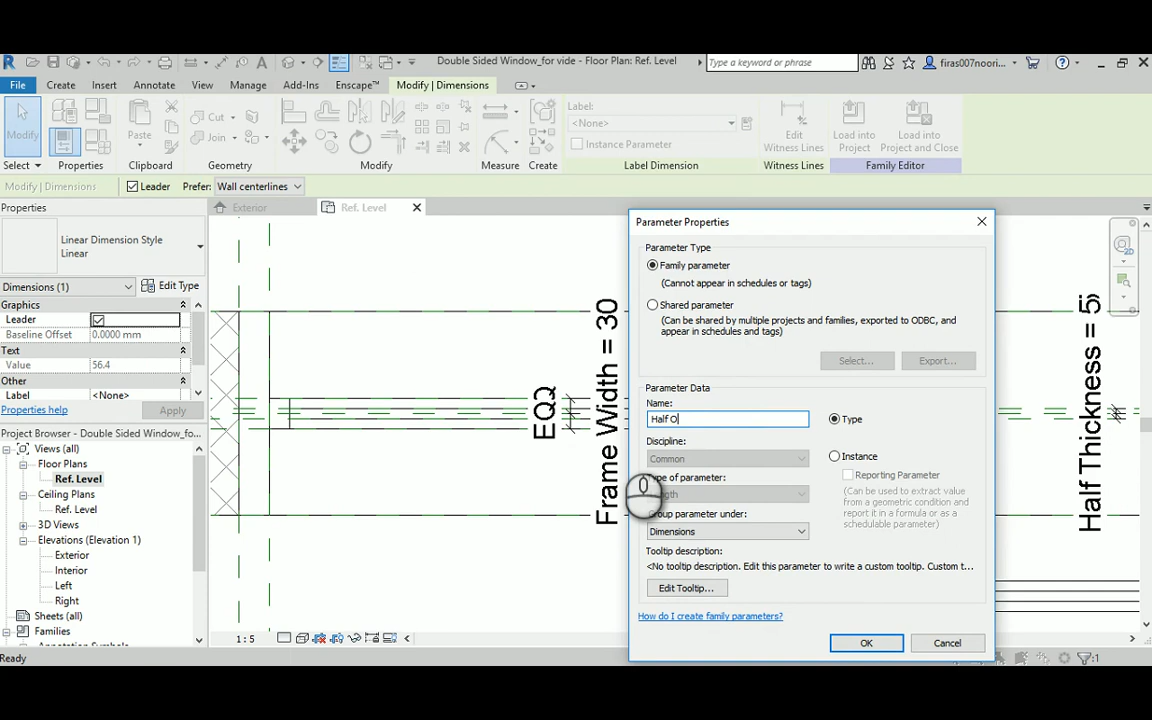 Double Sided Window_for vide - Floor Plan: Ref. Level
Type a keyword or phrase
firas007noori...
File
Create
Insert
Annotate
View
Manage
Add-Ins
Enscape™
Modify | Dimensions
Modify
Paste
Cut
Join
Label:
<None>
Instance Parameter
Edit
Witness Lines
Load into
Project
Load into
Project and Close
Select
Properties
Clipboard
Geometry
Modify
Measure
Create
Label Dimension
Witness Lines
Family Editor
Modify | Dimensions
Leader
Prefer:
Wall centerlines
Properties
Exterior
Ref. Level
Linear Dimension Style
Linear
Dimensions (1)
Edit Type
Graphics
Leader
Baseline Offset
0.0000 mm
Text
Value
56.4
Other
Label
<None>
Properties help
Apply
Project Browser - Double Sided Window_fo...
Views (all)
Floor Plans
Ref. Level
Ceiling Plans
Ref. Level
3D Views
Elevations (Elevation 1)
Exterior
Interior
Left
Right
Sheets (all)
Families
EQ
Frame Width = 30
Half Thickness = 5
Parameter Properties
Parameter Type
Family parameter
(Cannot appear in schedules or tags)
Shared parameter
(Can be shared by multiple projects and families, exported to ODBC, and
appear in schedules and tags)
Select...
Export...
Parameter Data
Name:
Half O
Type
Discipline:
Common
Instance
Reporting Parameter
Type of parameter:
(Can be used to extract value
from a geometric condition and
report it in a formula or as a
schedulable parameter)
Group parameter under:
Dimensions
Tooltip description:
<No tooltip description. Edit this parameter to write a custom tooltip. Custom t...
Edit Tooltip...
How do I create family parameters?
OK
Cancel
1:5
Ready
:1